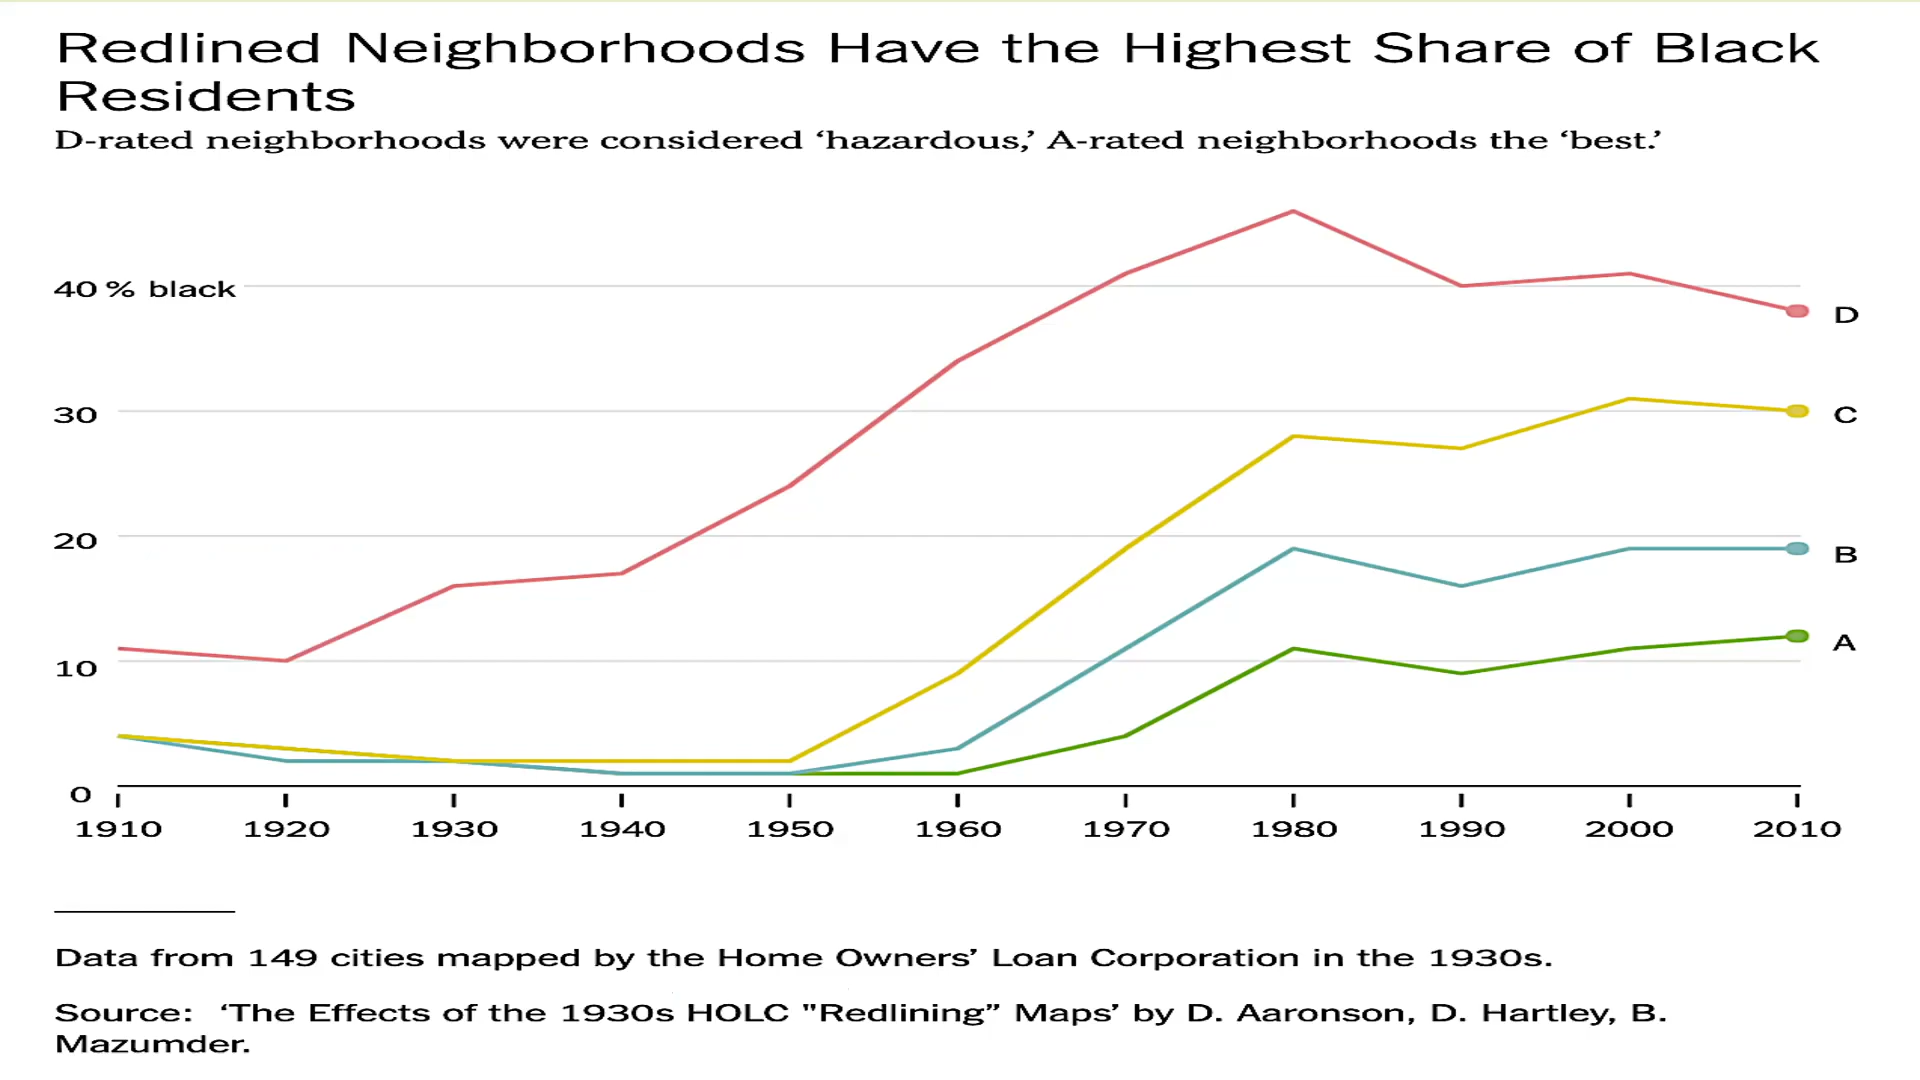 Redlined Neighborhoods Have the Highest Share of Black
Residents
D-rated neighborhoods were considered ‘hazardous,’ A-rated neighborhoods the ‘best.’
40 % black
D
30
C
20
B
10
A
0
1910 1920 1930 1940 1950 1960 1970 1980 1990 2000 2010
Data from 149 cities mapped by the Home Owners’ Loan Corporation in the 1930s.
Source: ‘The Effects of the 1930s HOLC "Redlining” Maps’ by D. Aaronson, D. Hartley, B.
Mazumder.